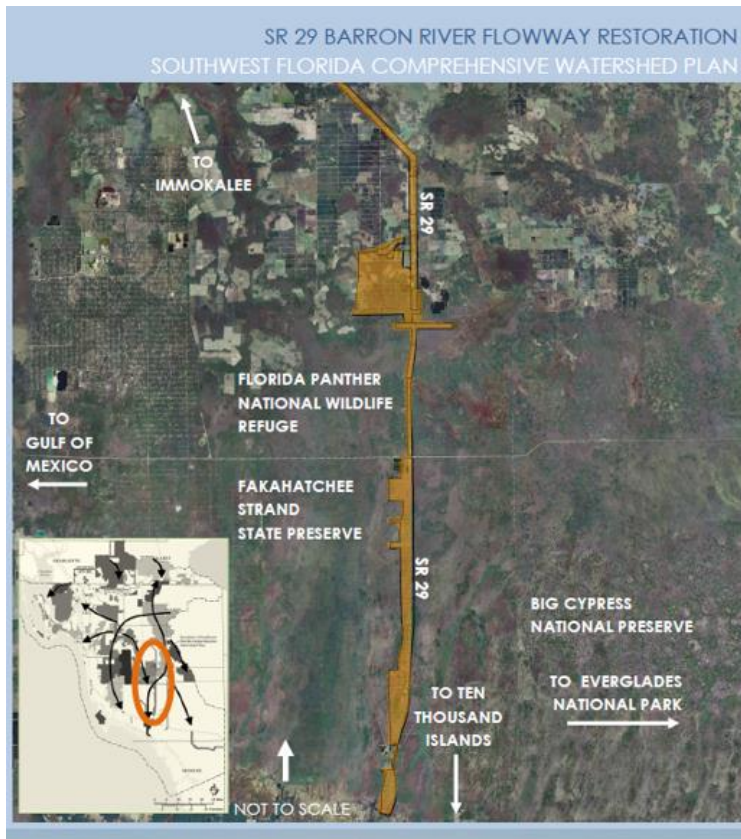 SR 29 BARRON RIVER FLOWWAY RESTORATION
SOUTHWEST FLORIDA COMPREHENSIVE WATERSHED PLAN
TO
IMMOKALEE
SR 29
FLORIDA PANTHER
NATIONAL WILDLIFE
REFUGE
TO
GULF OF
MEXICO
FAKAHATCHEE
STRAND
STATE PRESERVE
SR 29
BIG CYPRESS
NATIONAL PRESERVE
TO EVERGLADES
NATIONAL PARK
TO TEN
THOUSAND
ISLANDS
NOT TO SCALE